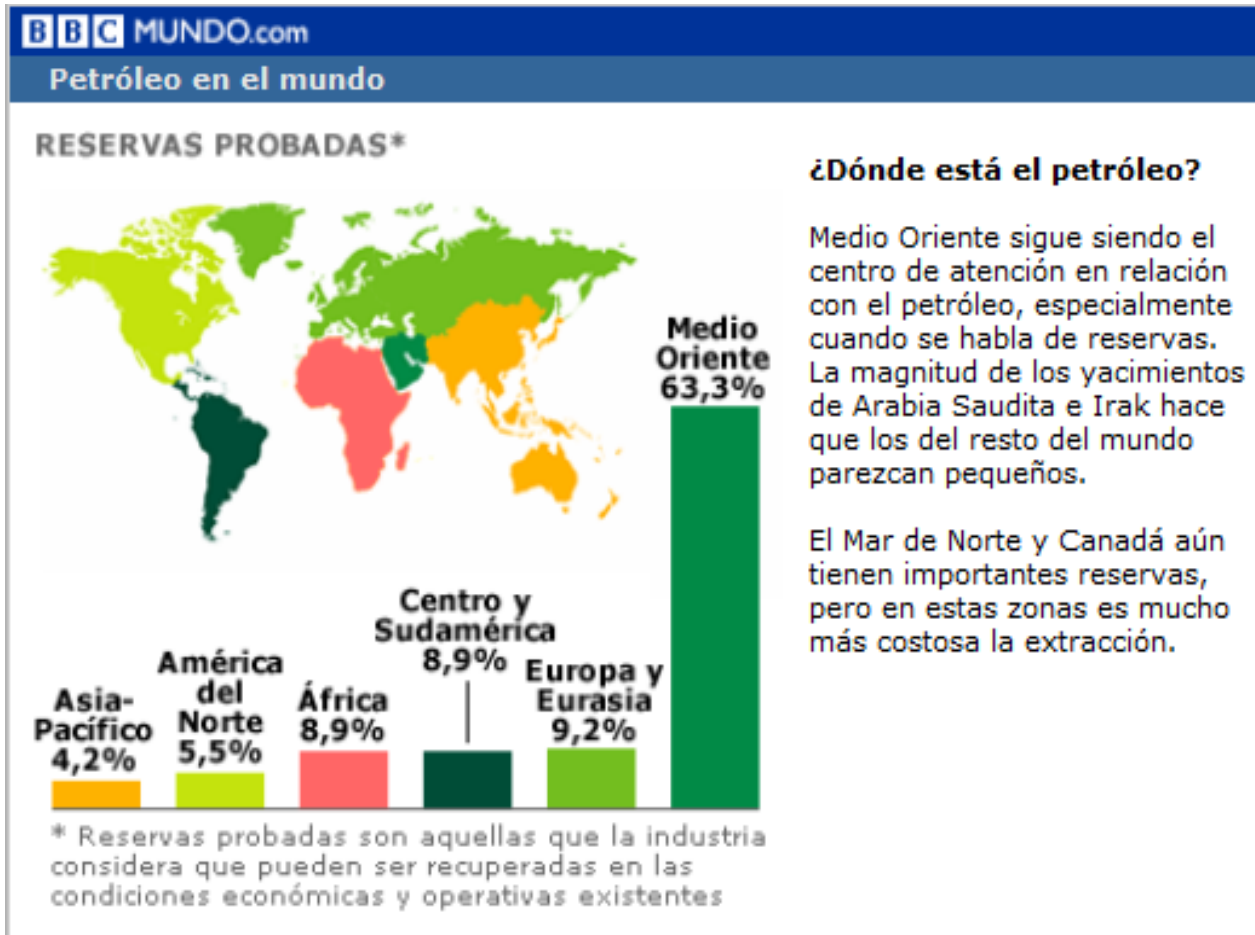 BBC MUNDO.com
Petróleo en el mundo
RESERVAS PROBADAS*
Medio
Oriente
63,3%
Centro y
Sudamérica
8,9%
Europa y
Eurasia
9,2%
América
del
Norte
5,5%
África
8,9%
Asia-
Pacífico
4,2%
* Reservas probadas son aquellas que la industria
considera que pueden ser recuperadas en las
condiciones económicas y operativas existentes
¿Dónde está el petróleo?
Medio Oriente sigue siendo el
centro de atención en relación
con el petróleo, especialmente
cuando se habla de reservas.
La magnitud de los yacimientos
de Arabia Saudita e Irak hace
que los del resto del mundo
parezcan pequeños.
El Mar de Norte y Canadá aún
tienen importantes reservas,
pero en estas zonas es mucho
más costosa la extracción.